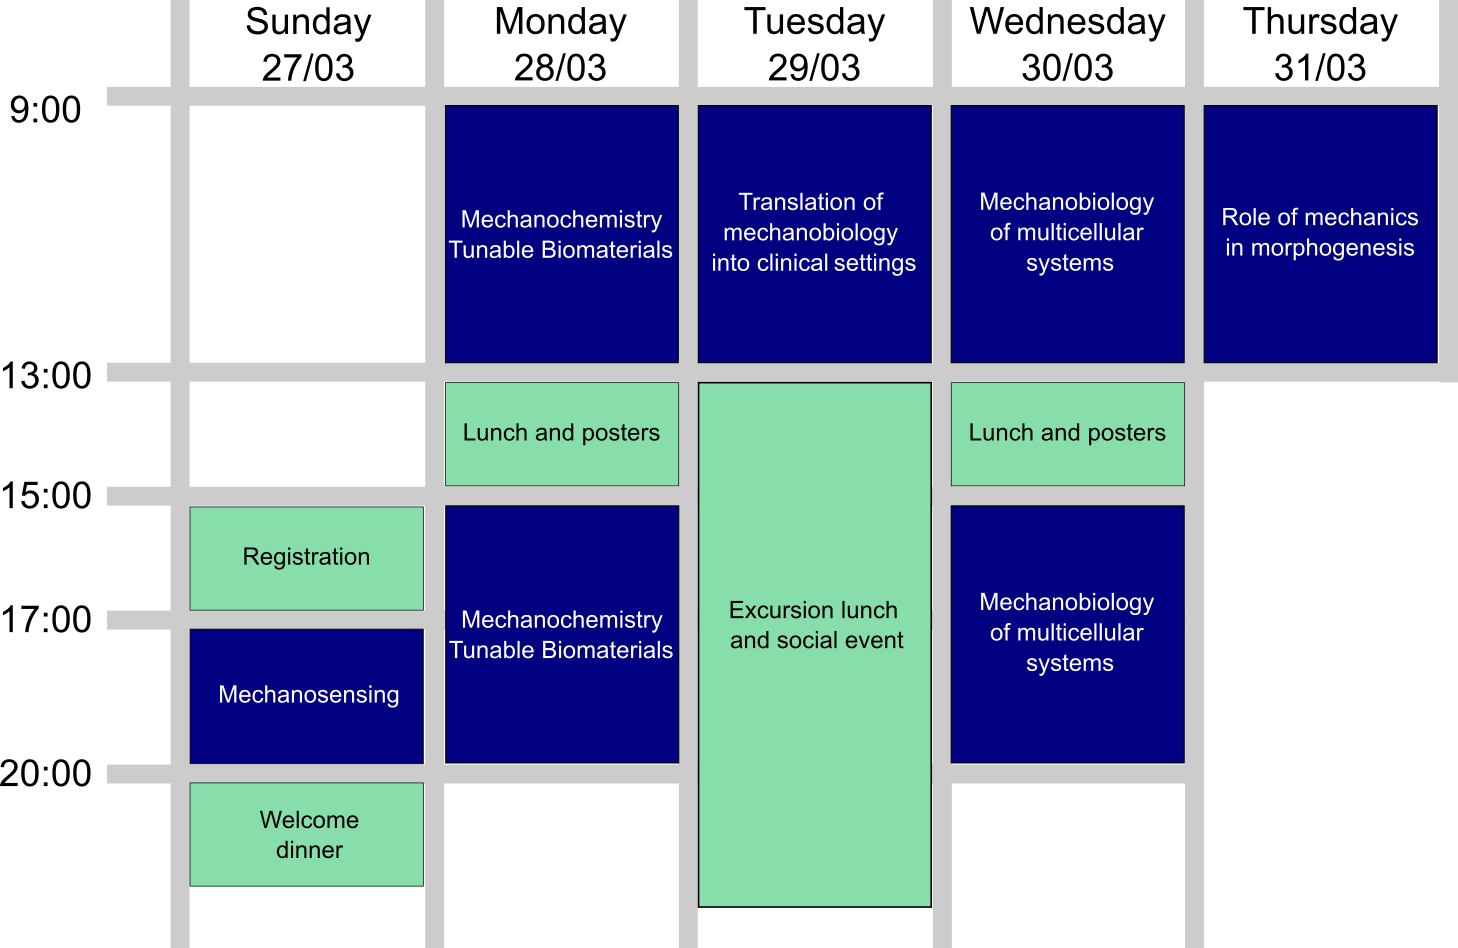 Sunday
27/03
Monday
28/03
Tuesday
29/03
Wednesday
30/03
Thursday
31/03
9:00
Mechanochemistry
Tunable Biomaterials
Translation of
mechanobiology
into clinical settings
Mechanobiology
of multicellular
systems
Role of mechanics
in morphogenesis
13:00
Lunch and posters
Lunch and posters
15:00
Registration
Mechanochemistry
Tunable Biomaterials
Excursion lunch
and social event
Mechanobiology
of multicellular
systems
17:00
Mechanosensing
20:00
Welcome
dinner